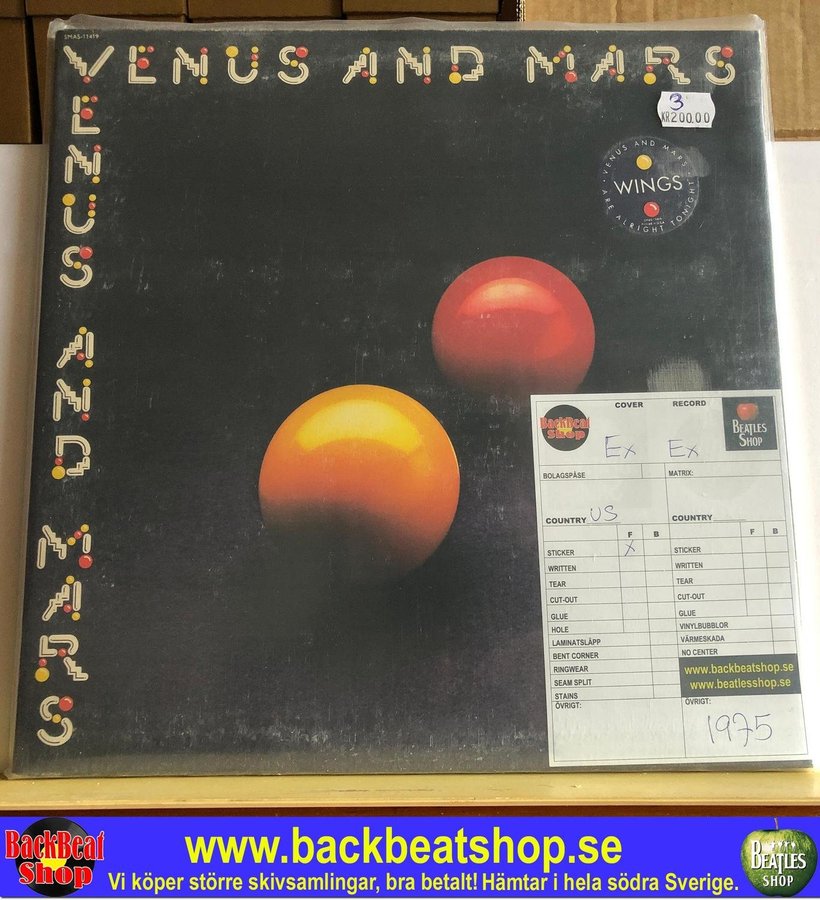 SMAS-11419
VENUS AND MARS
VENUS AND MARS
3
KR200.00
VENUS AND MARS
WINGS
ARE ALRIGHT TONIGHT
BackBeat
Shop
COVER RECORD
BEATLES
SHOP
Ex Ex
BOLAGSPÅSE MATRIX:
COUNTRY US COUNTRY
F B F B
STICKER X STICKER
WRITTEN WRITTEN
TEAR TEAR
CUT-OUT CUT-OUT
GLUE GLUE
HOLE VINYLBUBBLOR
LAMINATSLÄPP VÄRMESKADA
BENT CORNER NO CENTER
RINGWEAR
SEAM SPLIT
STAINS
www.backbeatshop.se
www.beatlesshop.se
ÖVRIGT: ÖVRIGT:
1975
BackBeat
Shop
www.backbeatshop.se
Vi köper större skivsamlingar, bra betalt! Hämtar i hela södra Sverige.
BEATLES
SHOP